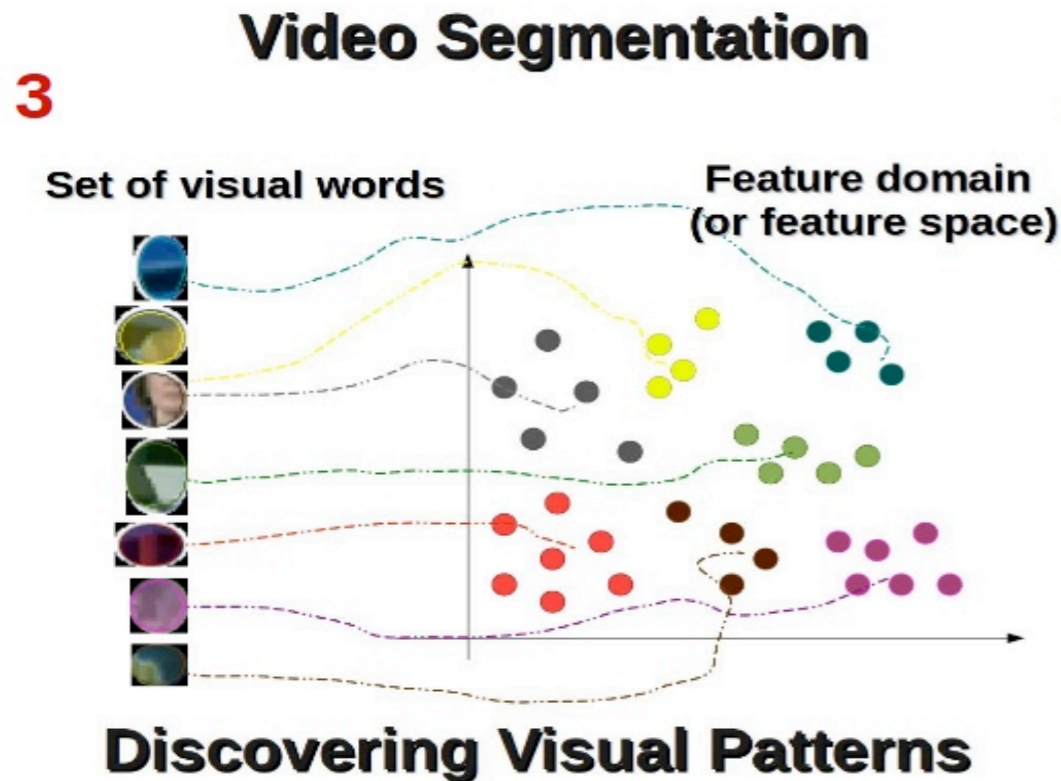 Video Segmentation
3
Set of visual words
Feature domain
(or feature space)
Discovering Visual Patterns